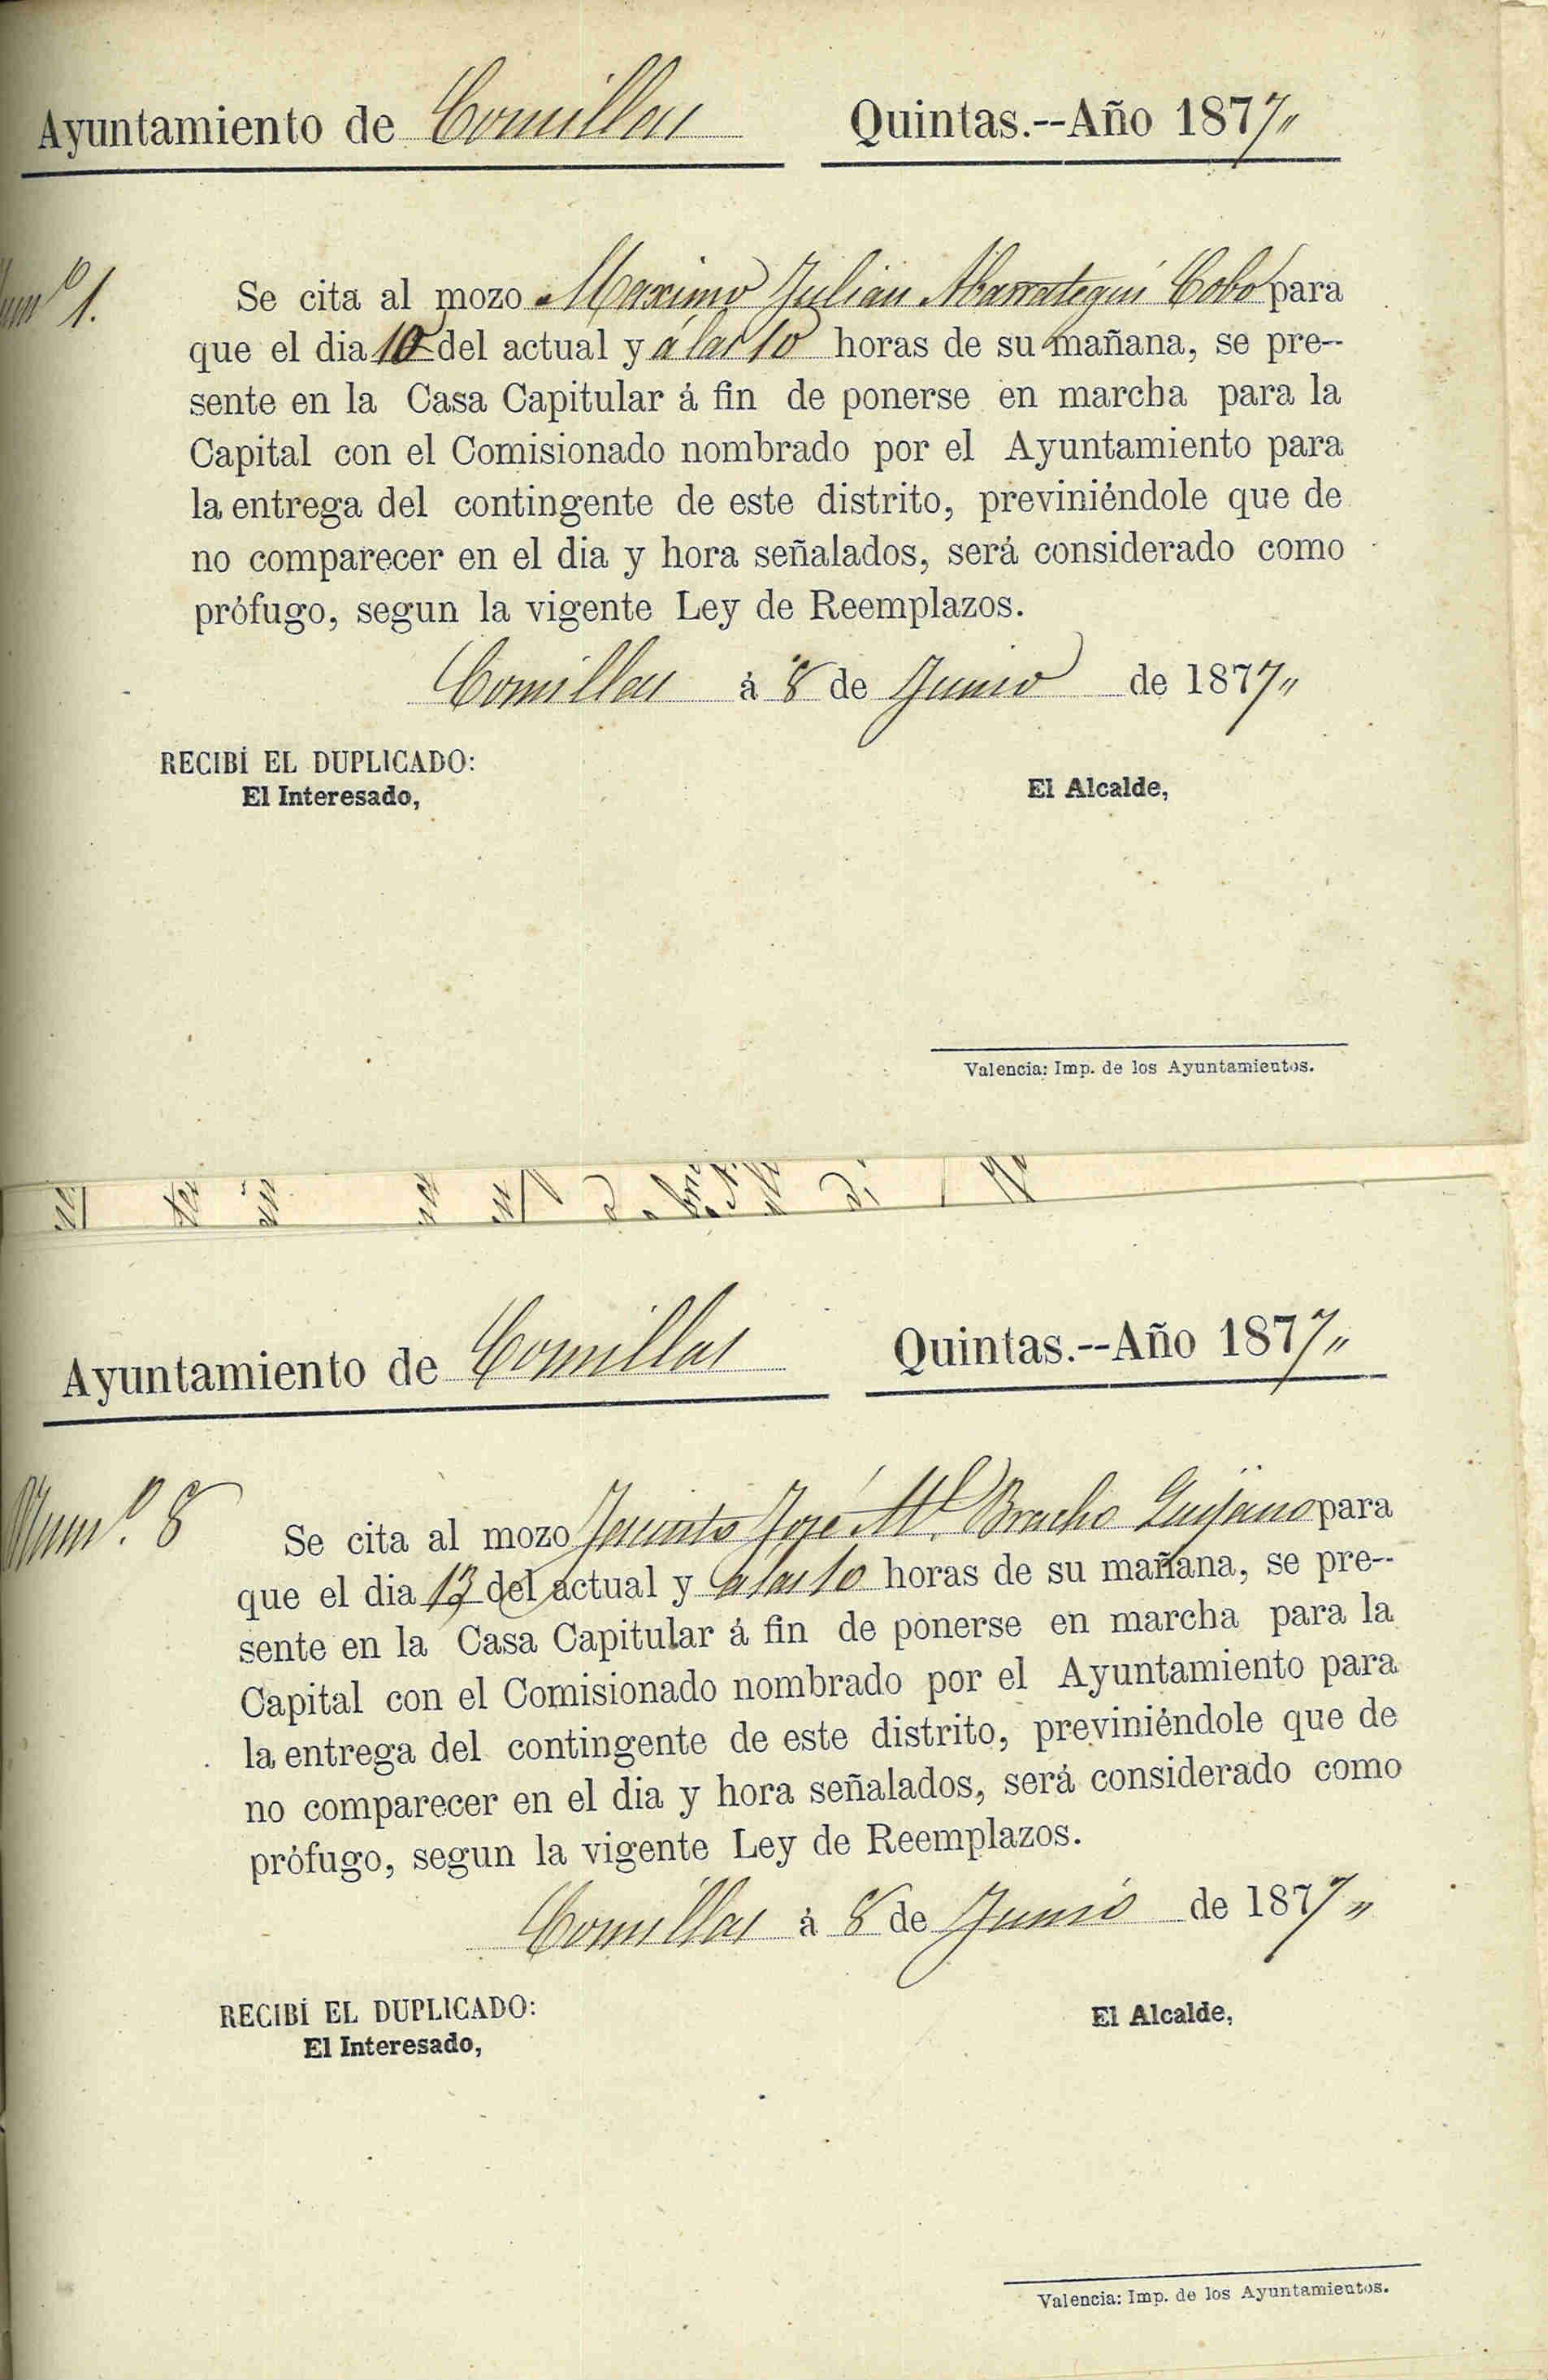 Ayuntamiento de Comillas Quintas.--Año 1877"
Numº 1.
Se cita al mozo Maximo Julian Abarrategui Cobo para
que el dia 10 del actual y á las 10 horas de su mañana, se pre--
sente en la Casa Capitular á fin de ponerse en marcha para la
Capital con el Comisionado nombrado por el Ayuntamiento para
la entrega del contingente de este distrito, previniéndole que de
no comparecer en el dia y hora señalados, será considerado como
prófugo, segun la vigente Ley de Reemplazos.
Comillas á 8 de Junio de 1877"
RECIBÍ EL DUPLICADO:
El Interesado,
El Alcalde,
Valencia: Imp. de los Ayuntamientos.
Ayuntamiento de Comillas Quintas.--Año 1877"
Numº. 8
Se cita al mozo Jacinto José Mª. Bracho Quijano para
que el dia del actual y á las 10 horas de su mañana, se pre--
sente en la Casa Capitular á fin de ponerse en marcha para la
Capital con el Comisionado nombrado por el Ayuntamiento para
la entrega del contingente de este distrito, previniéndole que de
no comparecer en el dia y hora señalados, será considerado como
prófugo, segun la vigente Ley de Reemplazos.
Comillas á 8 de Junio de 1877"
RECIBÍ EL DUPLICADO:
El Interesado,
El Alcalde,
Valencia: Imp. de los Ayuntamientos.